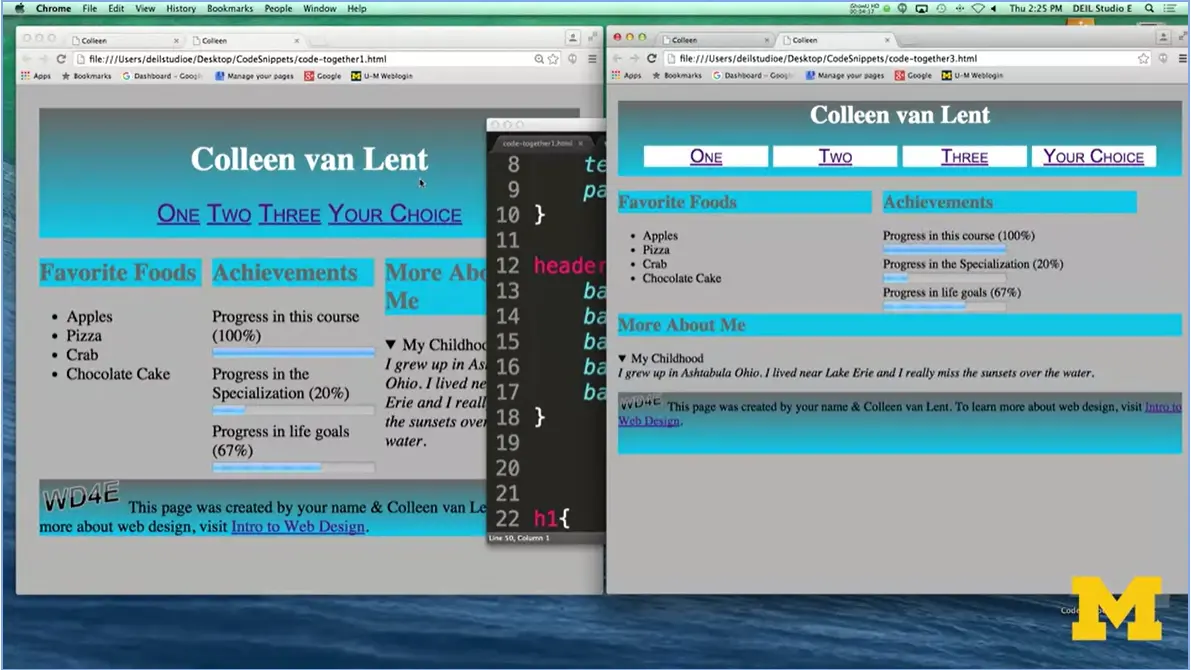 Chrome File Edit View History Bookmarks People Window Help
Thu 2:25 PM DEIL Studio E
Colleen
Colleen
file:///Users/deilstudioe/Desktop/CodeSnippets/code-together1.html
Apps Bookmarks Dashboard – Googl Manage your pages Google U-M Weblogin
Colleen van Lent
ONE TWO THREE YOUR CHOICE
Favorite Foods
Apples
Pizza
Crab
Chocolate Cake
Achievements
Progress in this course
(100%)
Progress in the
Specialization (20%)
Progress in life goals
(67%)
More Abo
Me
▼ My Childhoo
I grew up in Ash
Ohio. I lived ne
Erie and I reall
the sunsets over
water.
WD4E This page was created by your name & Colleen van Le
more about web design, visit Intro to Web Design.
code-together1.html
8 te
9 pa
10 }
11
12 header
13 ba
14 ba
15 ba
16 ba
17 ba
18 }
19
20
21
22 h1{
Line 50, Column 1
Colleen
Colleen
file:///Users/deilstudioe/Desktop/CodeSnippets/code-together3.html
Apps Bookmarks Dashboard – Googl Manage your pages Google U-M Weblogin
Colleen van Lent
ONE
TWO
THREE
YOUR CHOICE
Favorite Foods
Apples
Pizza
Crab
Chocolate Cake
Achievements
Progress in this course (100%)
Progress in the Specialization (20%)
Progress in life goals (67%)
More About Me
▼ My Childhood
I grew up in Ashtabula Ohio. I lived near Lake Erie and I really miss the sunsets over the water.
WD4E This page was created by your name & Colleen van Lent. To learn more about web design, visit Intro to
Web Design.
M